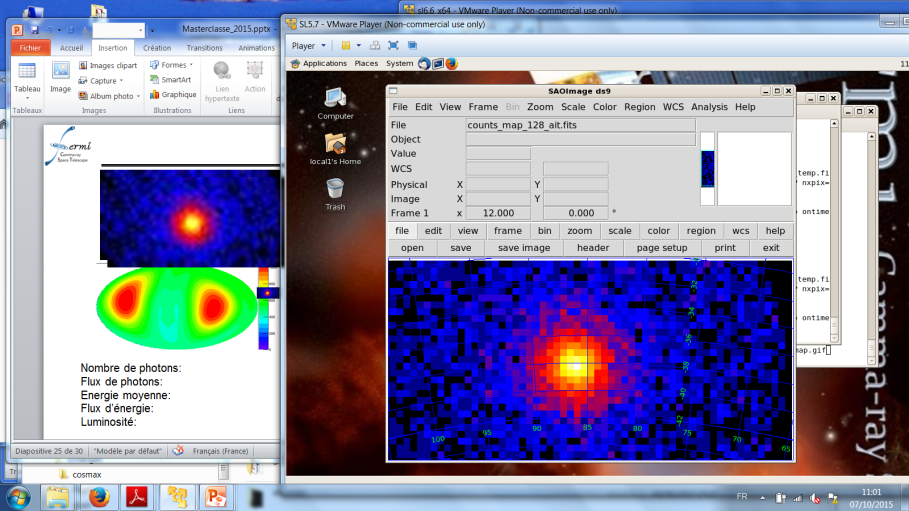 sl6.6_x64 - VMware Player (Non-commercial use only)
SL5.7 - VMware Player (Non-commercial use only)
Masterclasse_2015.pptx
Fichier Accueil Insertion Création Transitions Animations
Tableau
Image
Images clipart
Capture
Album photo
Formes
SmartArt
Graphique
Lien hypertexte
Action
Tableaux Images Illustrations Liens
Fermi
Gamma-ray
Space Telescope
Nombre de photons:
Flux de photons:
Energie moyenne:
Flux d'énergie:
Luminosité:
Diapositive 25 de 30 "Modèle par défaut" Français (France)
cosmax
Player
Applications Places System
11
Computer
local1's Home
Trash
SAOImage ds9
File Edit View Frame Bin Zoom Scale Color Region WCS Analysis Help
File counts_map_128_ait.fits
Object
Value
WCS
Physical X Y
Image X Y
Frame 1 x 12.000 0.000 °
file edit view frame bin zoom scale color region wcs help
open save save image header page setup print exit
-32
-34
-36
-38
-40
-42
100 95 90 85 80 75 70 65
temp.fi
nxpix=
ontime
temp.fi
nxpix=
ontime
map.gif
Gamma-ray
FR
11:01
07/10/2015